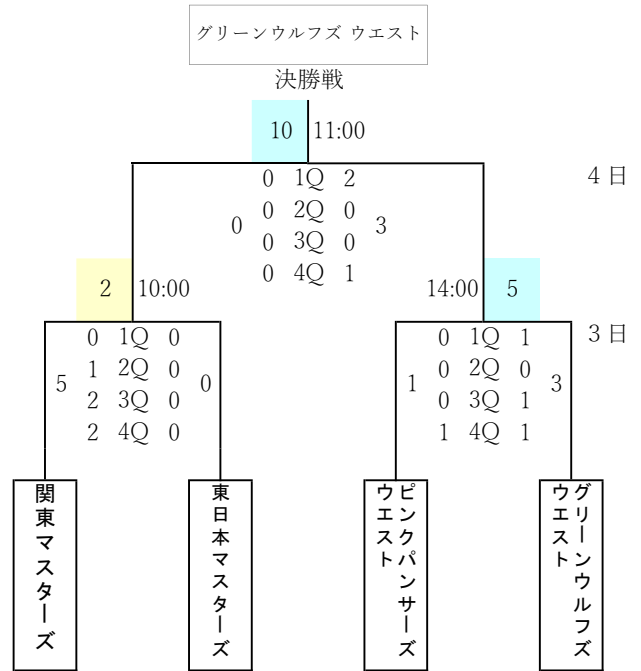 グリーンウルフズ ウエスト
決勝戦
10 11:00
4日
0 1Q 2
0 2Q 0
0 3
0 3Q 0
0 4Q 1
2 10:00
14:00 5
3日
0 1Q 0
1 2Q 0
5 0
2 3Q 0
2 4Q 0
0 1Q 1
0 2Q 0
1 3
0 3Q 1
1 4Q 1
関東マスターズ
東日本マスターズ
ピンクパンサーズ
ウエスト
グリーンウルフズ
ウエスト